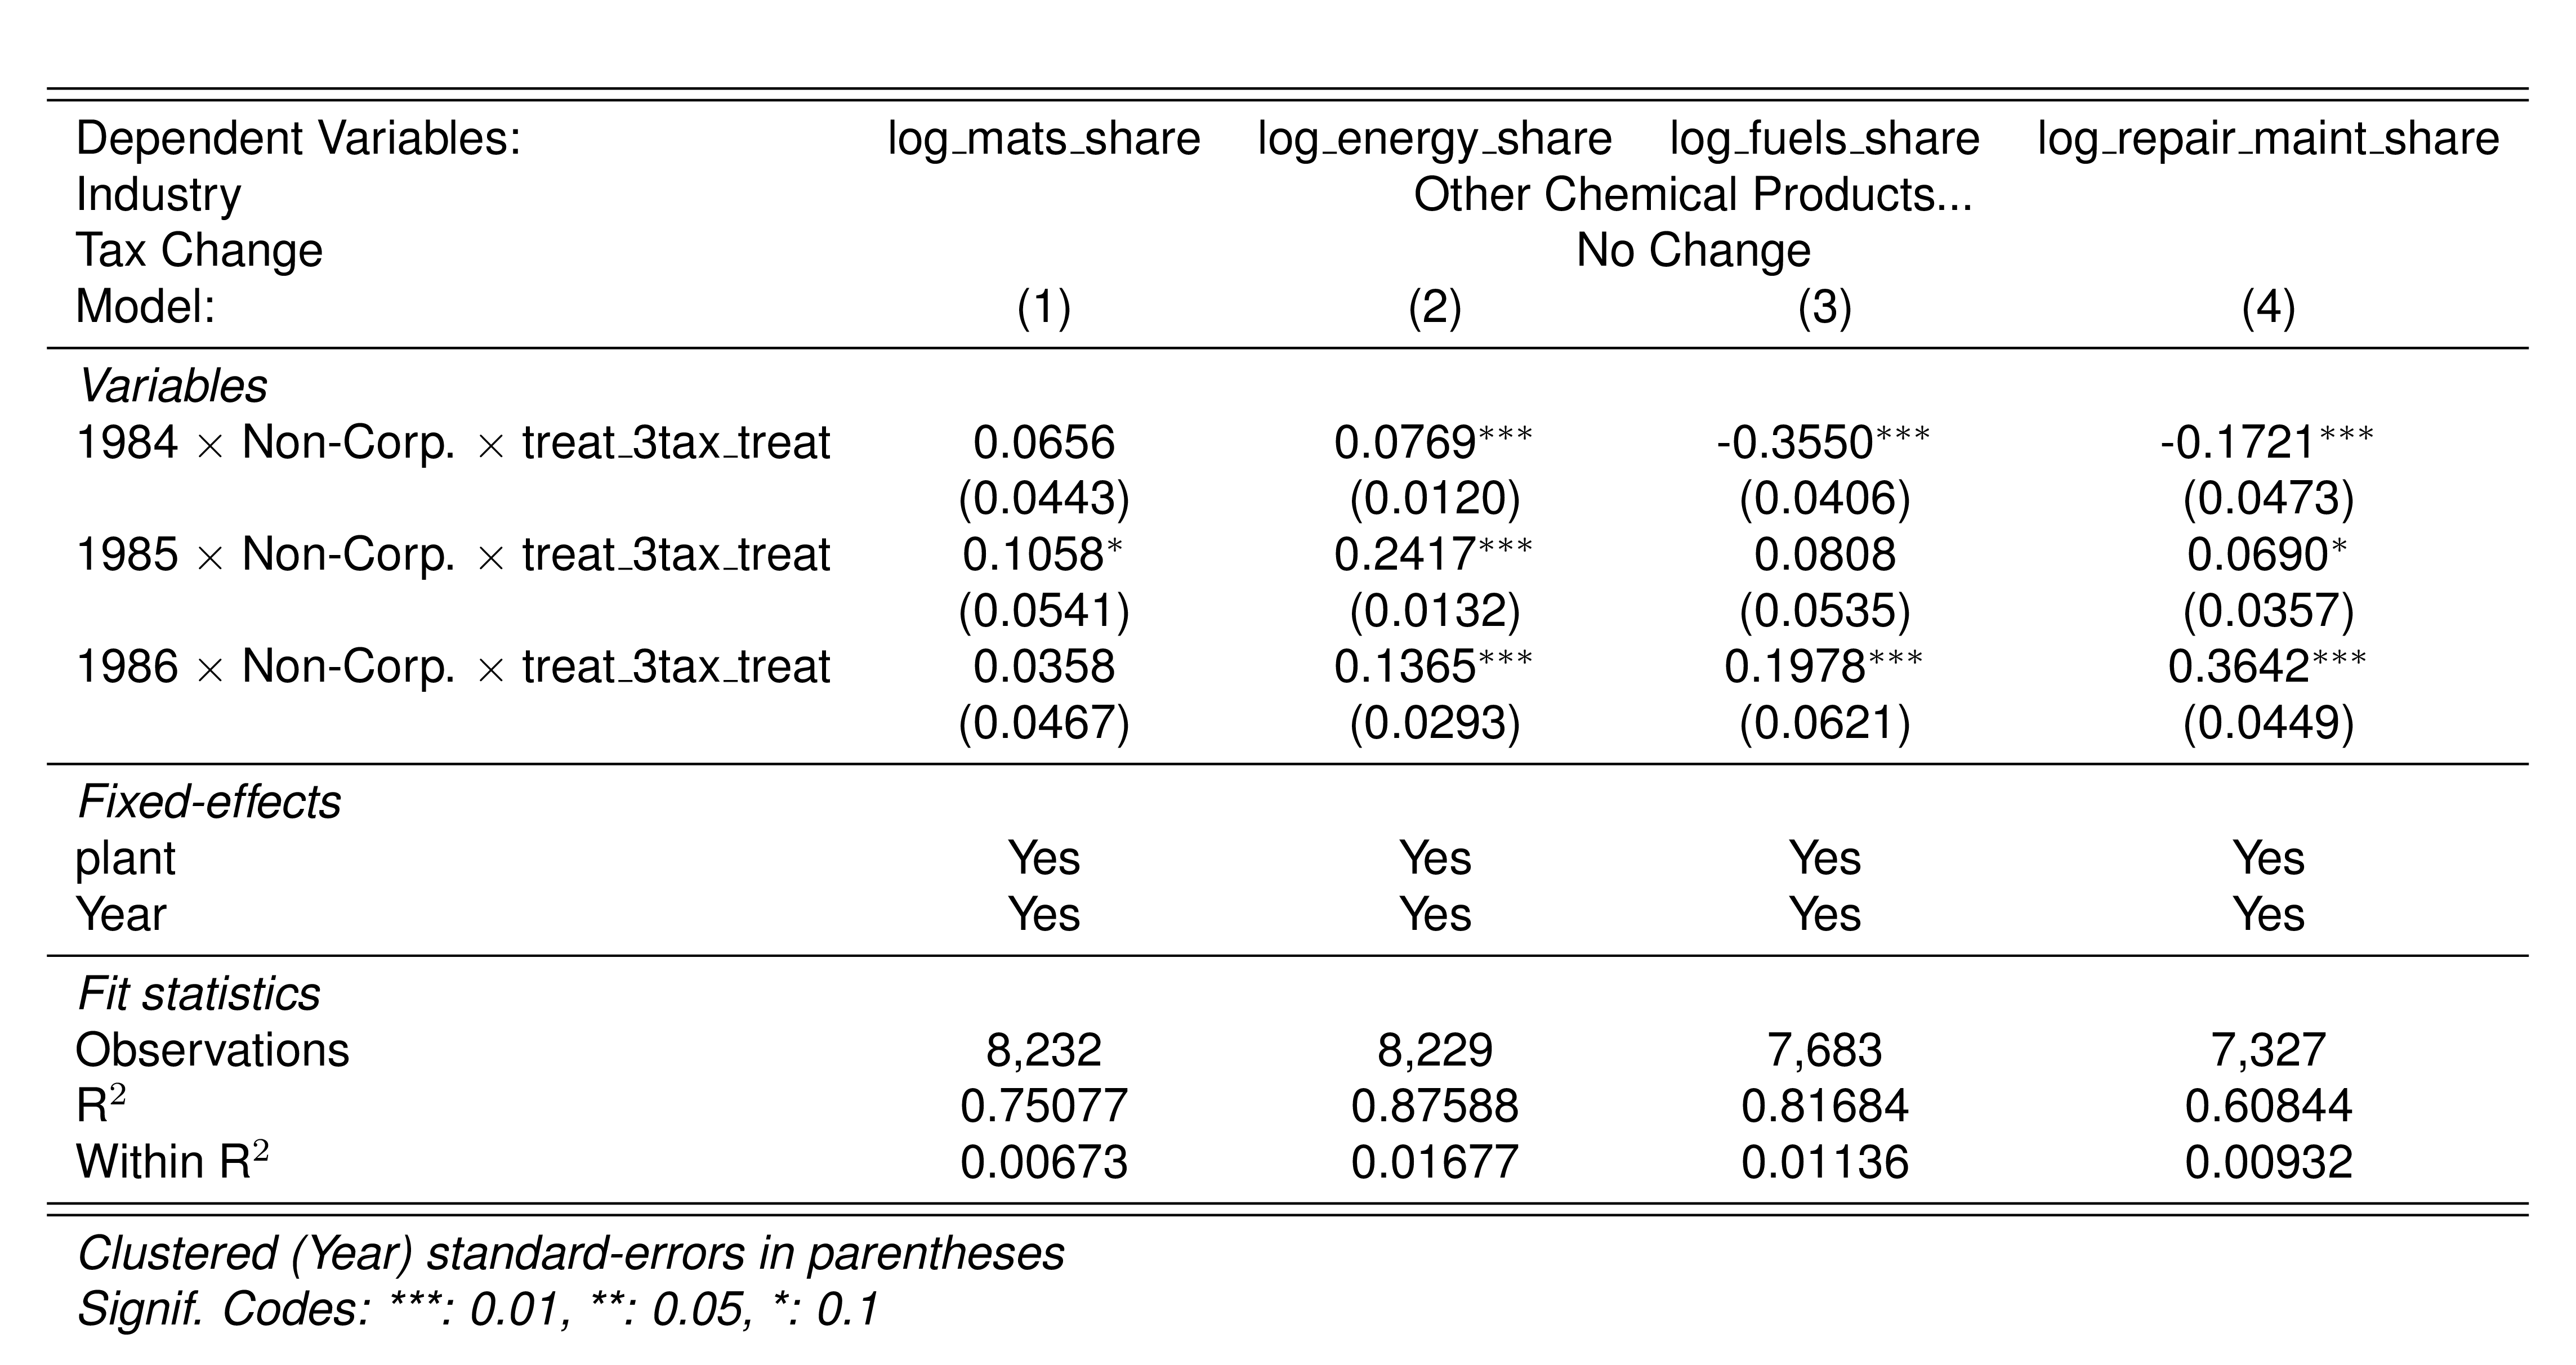 Dependent Variables: log_mats_share log_energy_share log_fuels_share log_repair_maint_share
Industry Other Chemical Products...
Tax Change No Change
Model: (1) (2) (3) (4)
Variables
1984 × Non-Corp. × treat_3tax_treat 0.0656 0.0769*** -0.3550*** -0.1721***
(0.0443) (0.0120) (0.0406) (0.0473)
1985 × Non-Corp. × treat_3tax_treat 0.1058* 0.2417*** 0.0808 0.0690*
(0.0541) (0.0132) (0.0535) (0.0357)
1986 × Non-Corp. × treat_3tax_treat 0.0358 0.1365*** 0.1978*** 0.3642***
(0.0467) (0.0293) (0.0621) (0.0449)
Fixed-effects
plant Yes Yes Yes Yes
Year Yes Yes Yes Yes
Fit statistics
Observations 8,232 8,229 7,683 7,327
R² 0.75077 0.87588 0.81684 0.60844
Within R² 0.00673 0.01677 0.01136 0.00932
Clustered (Year) standard-errors in parentheses
Signif. Codes: ***: 0.01, **: 0.05, *: 0.1